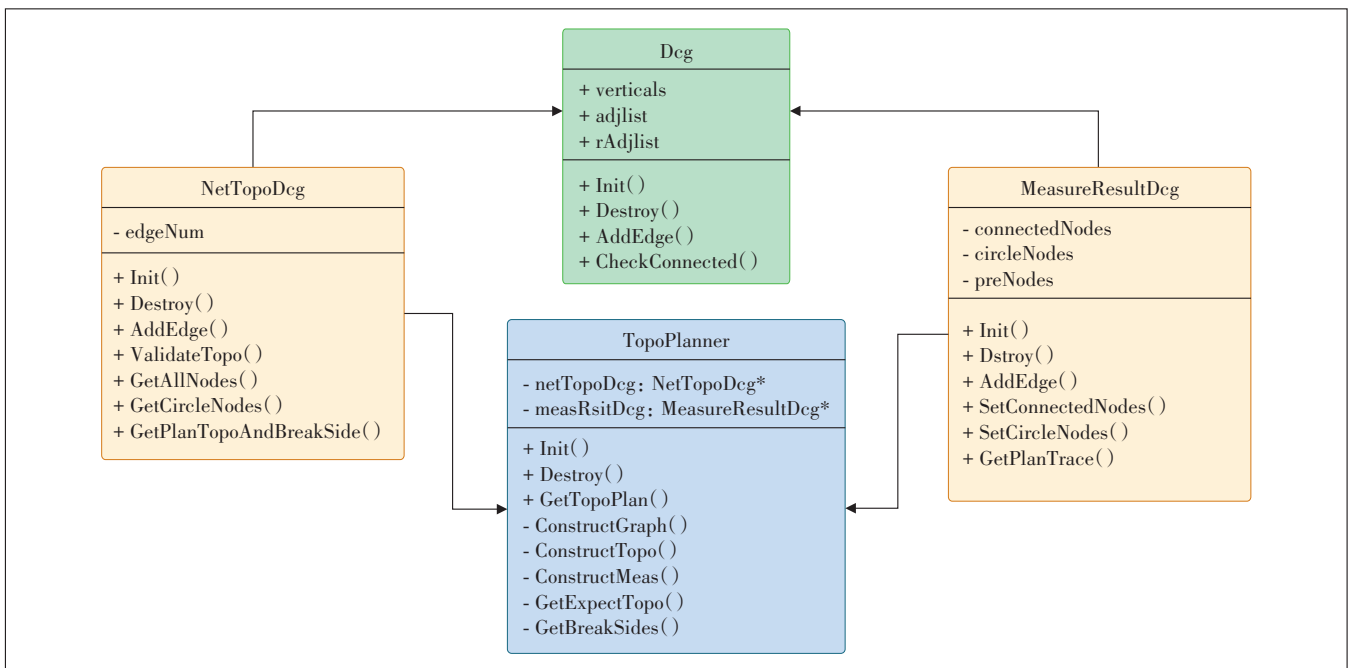 Dcg
+ verticals
+ adjlist
+ rAdjlist
+ Init( )
+ Destroy( )
+ AddEdge( )
+ CheckConnected( )
NetTopoDcg
- edgeNum
+ Init( )
+ Destroy( )
+ AddEdge( )
+ ValidateTopo( )
+ GetAllNodes( )
+ GetCircleNodes( )
+ GetPlanTopoAndBreakSide( )
MeasureResultDcg
- connectedNodes
- circleNodes
- preNodes
+ Init( )
+ Dstroy( )
+ AddEdge( )
+ SetConnectedNodes( )
+ SetCircleNodes( )
+ GetPlanTrace( )
TopoPlanner
- netTopoDcg: NetTopoDcg*
- measRsitDcg: MeasureResultDcg*
+ Init( )
+ Destroy( )
+ GetTopoPlan( )
- ConstructGraph( )
- ConstructTopo( )
- ConstructMeas( )
- GetExpectTopo( )
- GetBreakSides( )